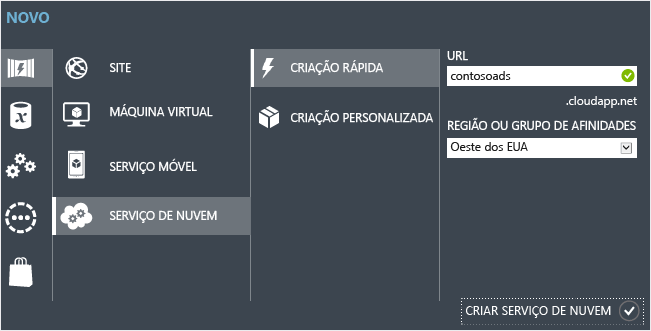 NOVO
SITE
MÁQUINA VIRTUAL
SERVIÇO MÓVEL
SERVIÇO DE NUVEM
CRIAÇÃO RÁPIDA
CRIAÇÃO PERSONALIZADA
URL
contosoads
.cloudapp.net
REGIÃO OU GRUPO DE AFINIDADES
Oeste dos EUA
CRIAR SERVIÇO DE NUVEM